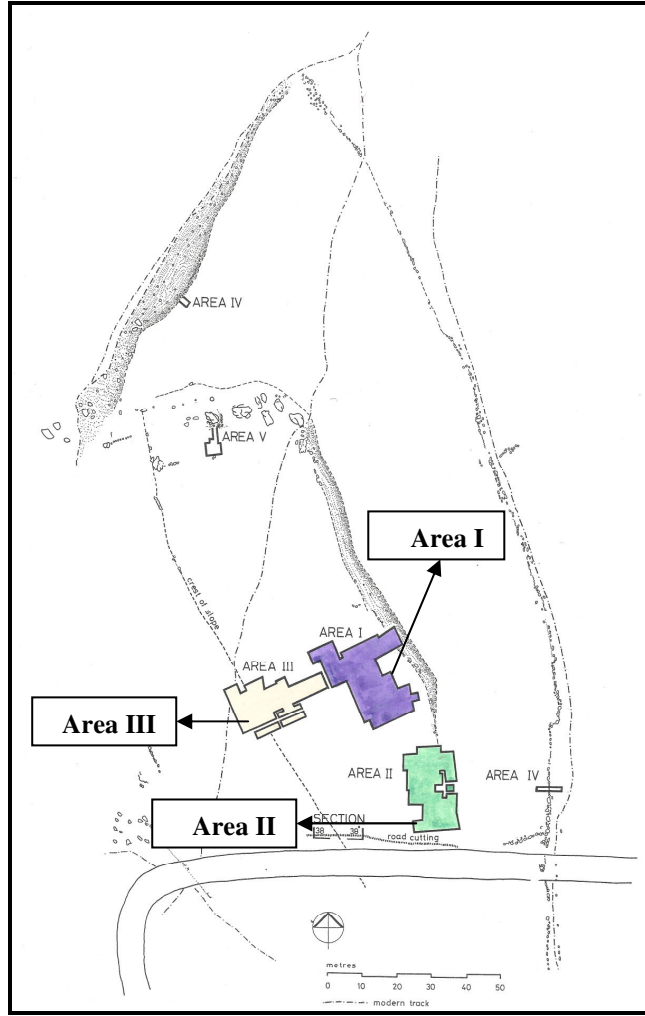 AREA IV
AREA V
crest of slope
Area I
AREA I
AREA III
Area III
AREA II
AREA IV
Area II
SECTION
38 38'
road cutting
metres
0 10 20 30 40 50
modern track